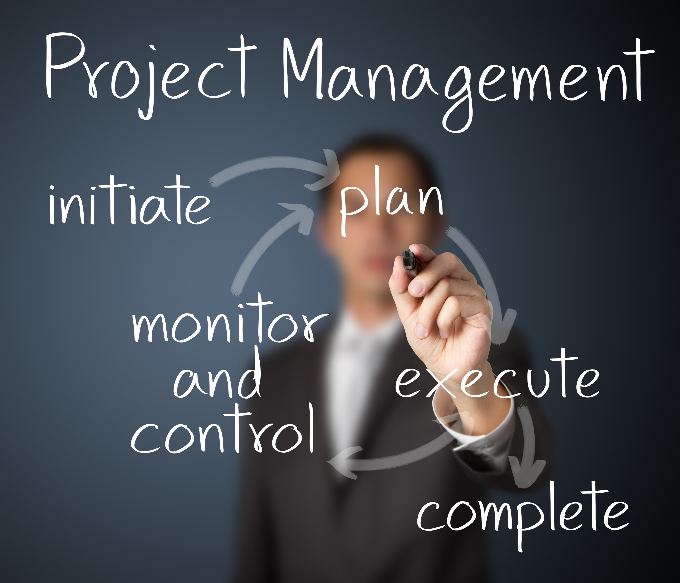 Project Management
initiate
plan
monitor
and
control
execute
complete